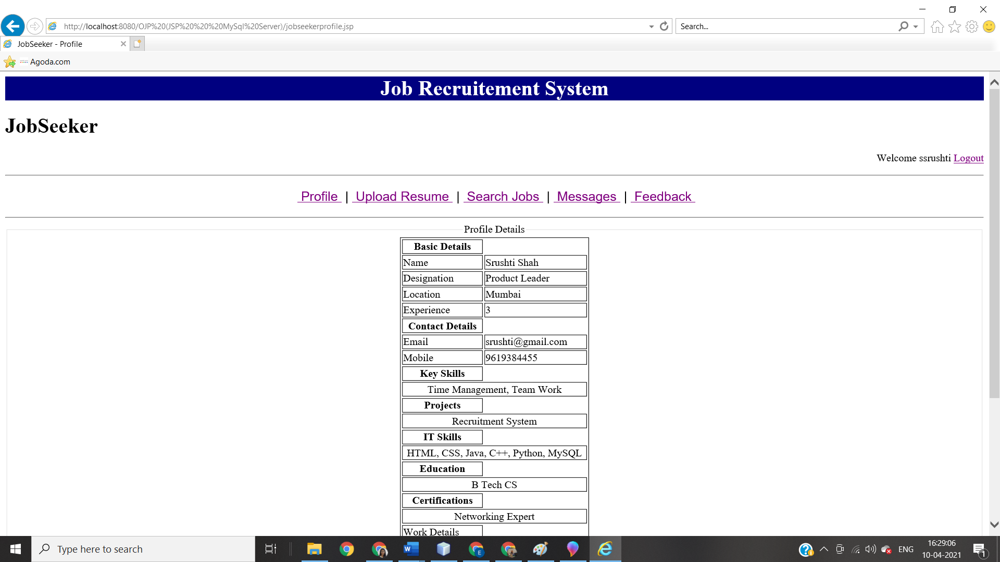 http://localhost:8080/OJP%20(JSP%20%20%20MySql%20Server)/jobseekerprofile.jsp
Search...
JobSeeker - Profile
Agoda.com
Job Recruitement System
JobSeeker
Welcome ssrushti Logout
Profile | Upload Resume | Search Jobs | Messages | Feedback
Profile Details
Basic Details
Name Srushti Shah
Designation Product Leader
Location Mumbai
Experience 3
Contact Details
Email srushti@gmail.com
Mobile 9619384455
Key Skills
Time Management, Team Work
Projects
Recruitment System
IT Skills
HTML, CSS, Java, C++, Python, MySQL
Education
B Tech CS
Certifications
Networking Expert
Work Details
Type here to search
ENG
16:29:06
10-04-2021
1